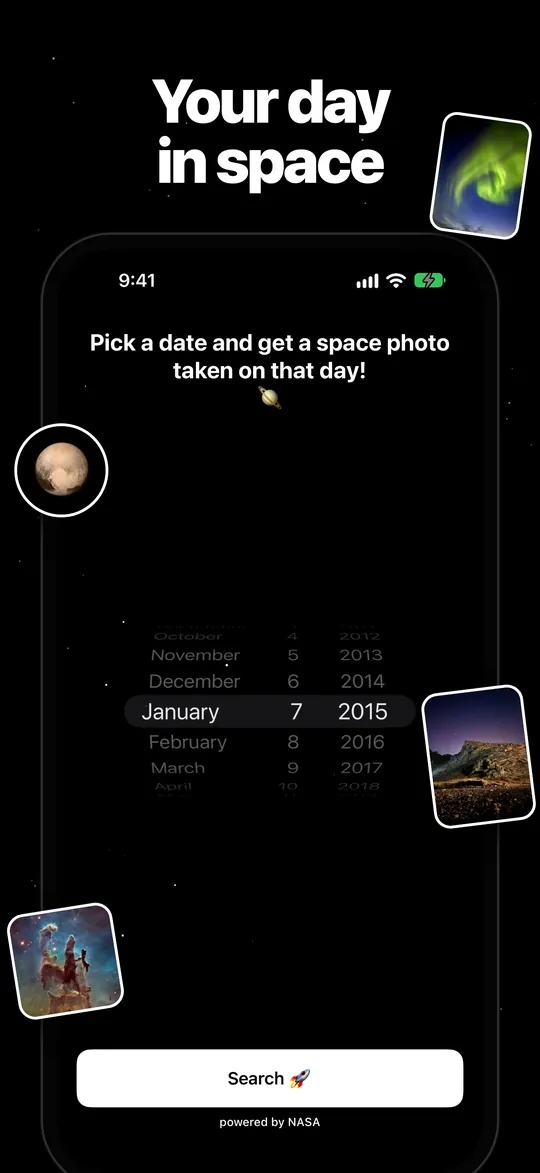 Your day
in space
9:41
Pick a date and get a space photo
taken on that day!
🪐
October 4 2012
November 5 2013
December 6 2014
January 7 2015
February 8 2016
March 9 2017
April 10 2018
Search 🚀
powered by NASA